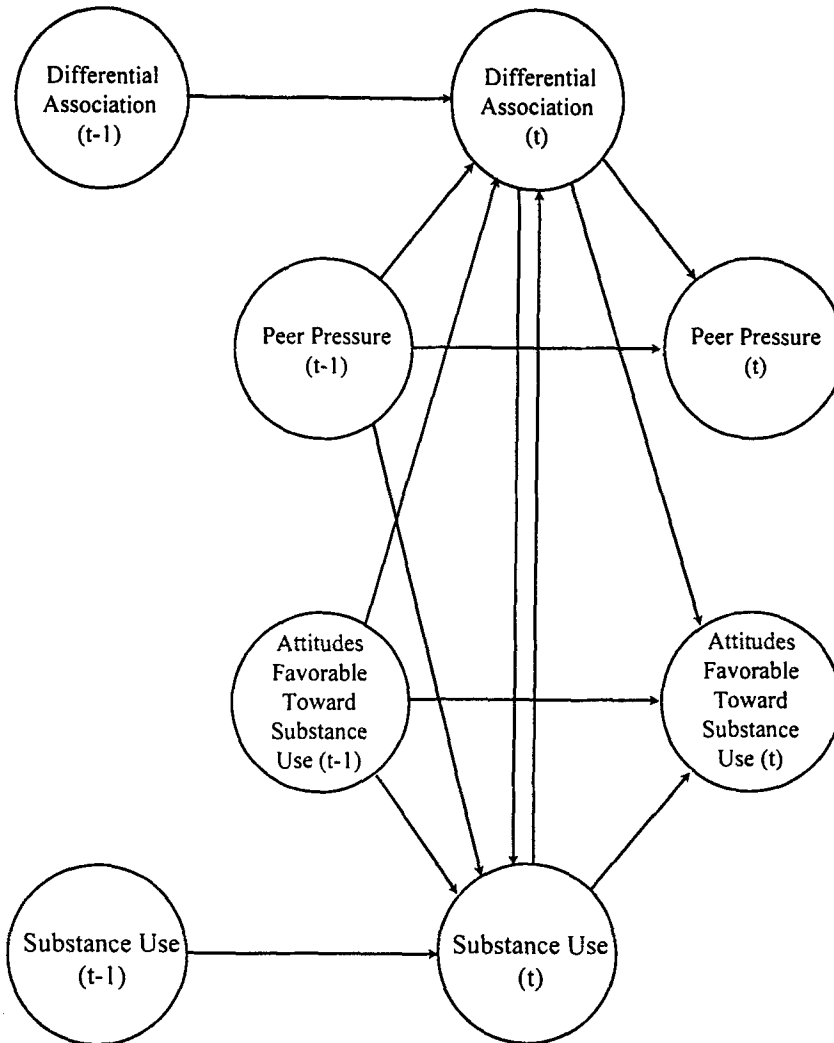 Differential
Association
(t-1)
Differential
Association
(t)
Peer Pressure
(t-1)
Peer Pressure
(t)
Attitudes
Favorable
Toward
Substance
Use (t-1)
Attitudes
Favorable
Toward
Substance
Use (t)
Substance Use
(t-1)
Substance Use
(t)